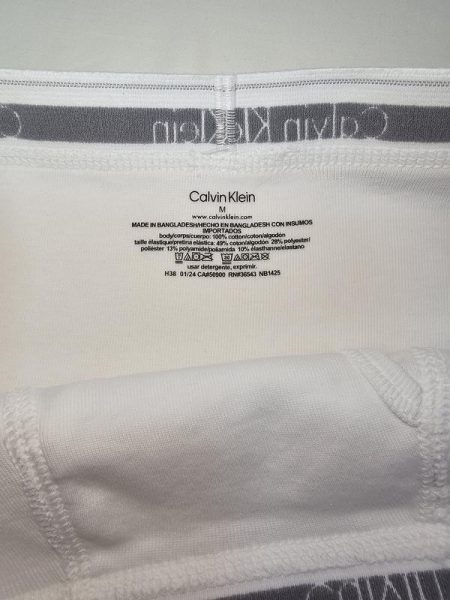 Calvin Klein
Calvin Klein
Calvin Klein
M
www.calvinklein.com
MADE IN BANGLADESH/HECHO EN BANGLADESH CON INSUMOS
IMPORTADOS
body/corps/cuerpo: 100% cotton/coton/algodón
taille élastique/pretina elástica: 49% coton/algodón 28% polyester/
poliéster 13% polyamide/poliamida 10% élasthanne/elastano
usar detergente, exprimir.
H38 01/24 CA#50900 RN#36543 NB1425